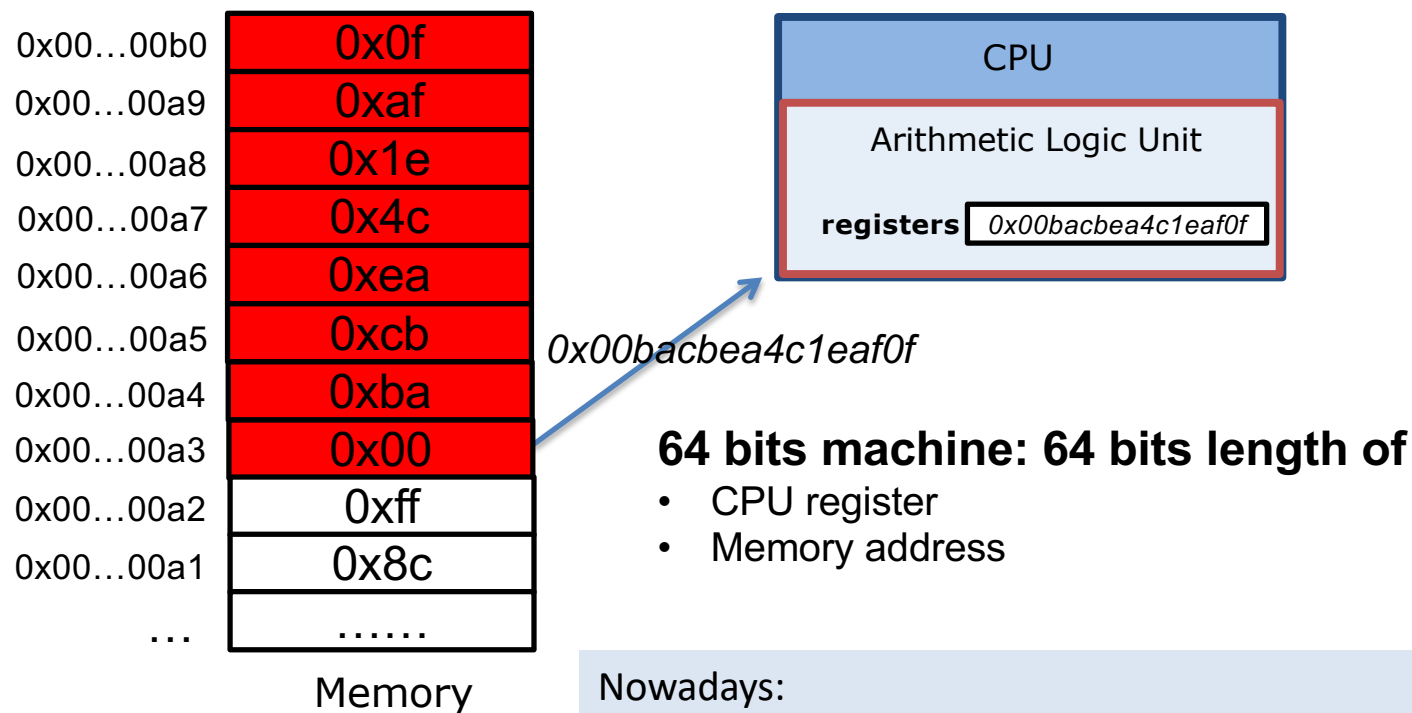 0x00…00b0 0x0f
0x00…00a9 0xaf
0x00…00a8 0x1e
0x00…00a7 0x4c
0x00…00a6 0xea
0x00…00a5 0xcb
0x00…00a4 0xba
0x00…00a3 0x00
0x00…00a2 0xff
0x00…00a1 0x8c
… ……
Memory
CPU
Arithmetic Logic Unit
registers 0x00bacbea4c1eaf0f
0x00bacbea4c1eaf0f
64 bits machine: 64 bits length of
• CPU register
• Memory address
Nowadays: